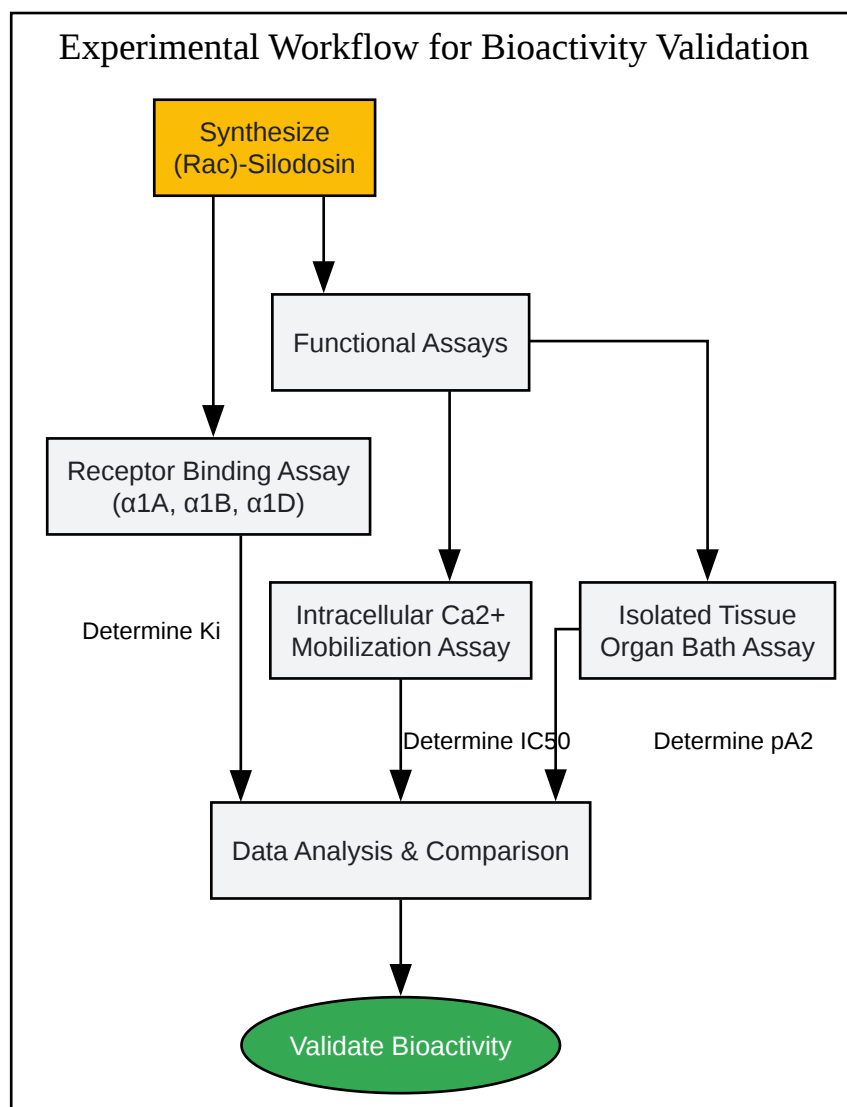 Experimental Workflow for Bioactivity Validation
Synthesize
(Rac)-Silodosin
Functional Assays
Receptor Binding Assay
(α1A, α1B, α1D)
Intracellular Ca2+
Mobilization Assay
Isolated Tissue
Organ Bath Assay
Determine Ki
Determine IC50
Determine pA2
Data Analysis & Comparison
Validate Bioactivity